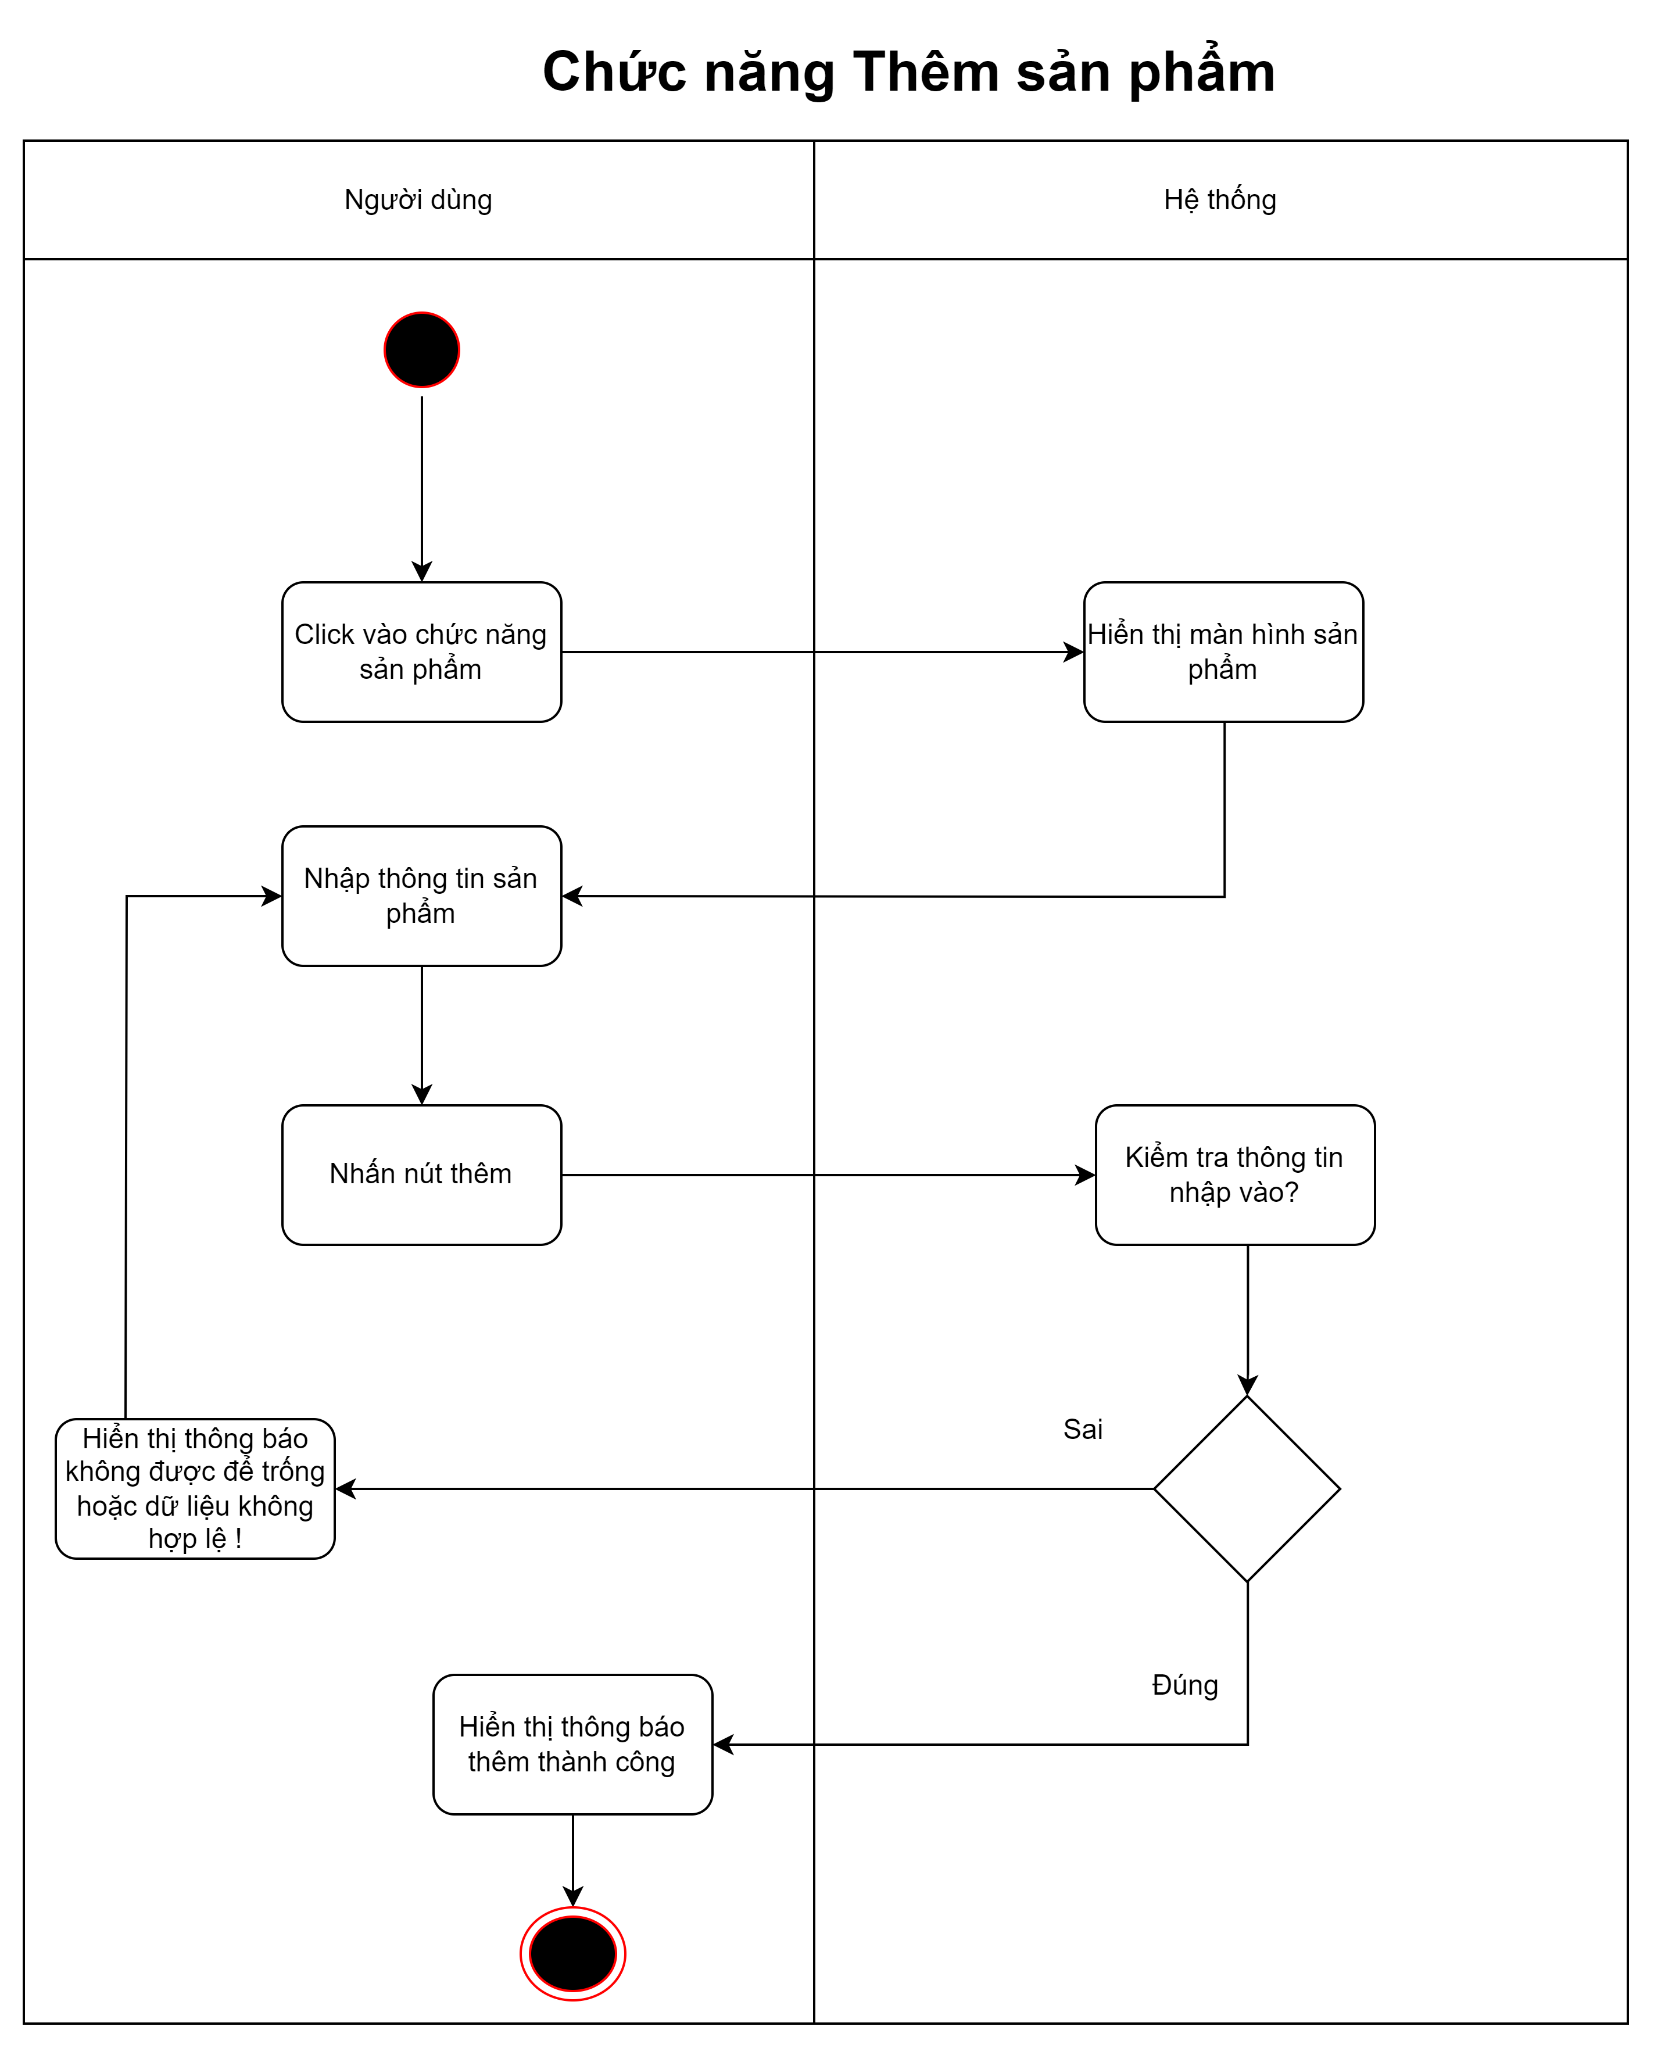 Chức năng Thêm sản phẩm
Người dùng
Hệ thống
Click vào chức năng
sản phẩm
Hiển thị màn hình sản
phẩm
Nhập thông tin sản
phẩm
Nhấn nút thêm
Kiểm tra thông tin
nhập vào?
Sai
Hiển thị thông báo
không được để trống
hoặc dữ liệu không
hợp lệ !
Đúng
Hiển thị thông báo
thêm thành công